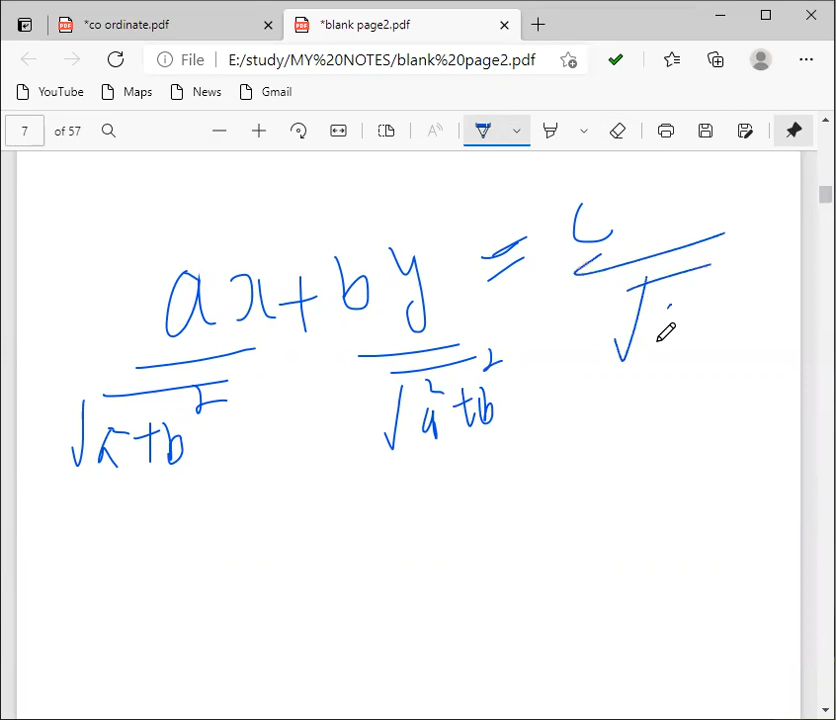 *co ordinate.pdf
*blank page2.pdf
File E:/study/MY%20NOTES/blank%20page2.pdf
YouTube Maps News Gmail
7 of 57
ax + by = c
√a²+b² √a²+b² √